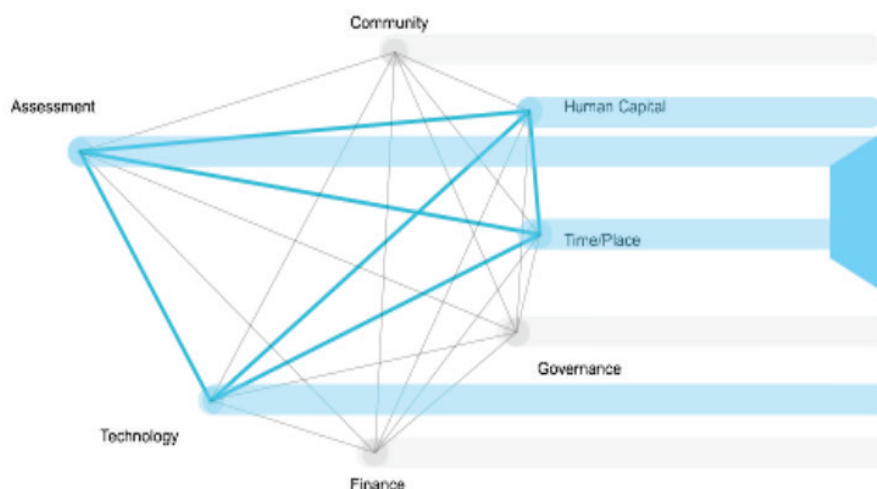 Community
Assessment
Human Capital
Time/Place
Governance
Technology
Finance